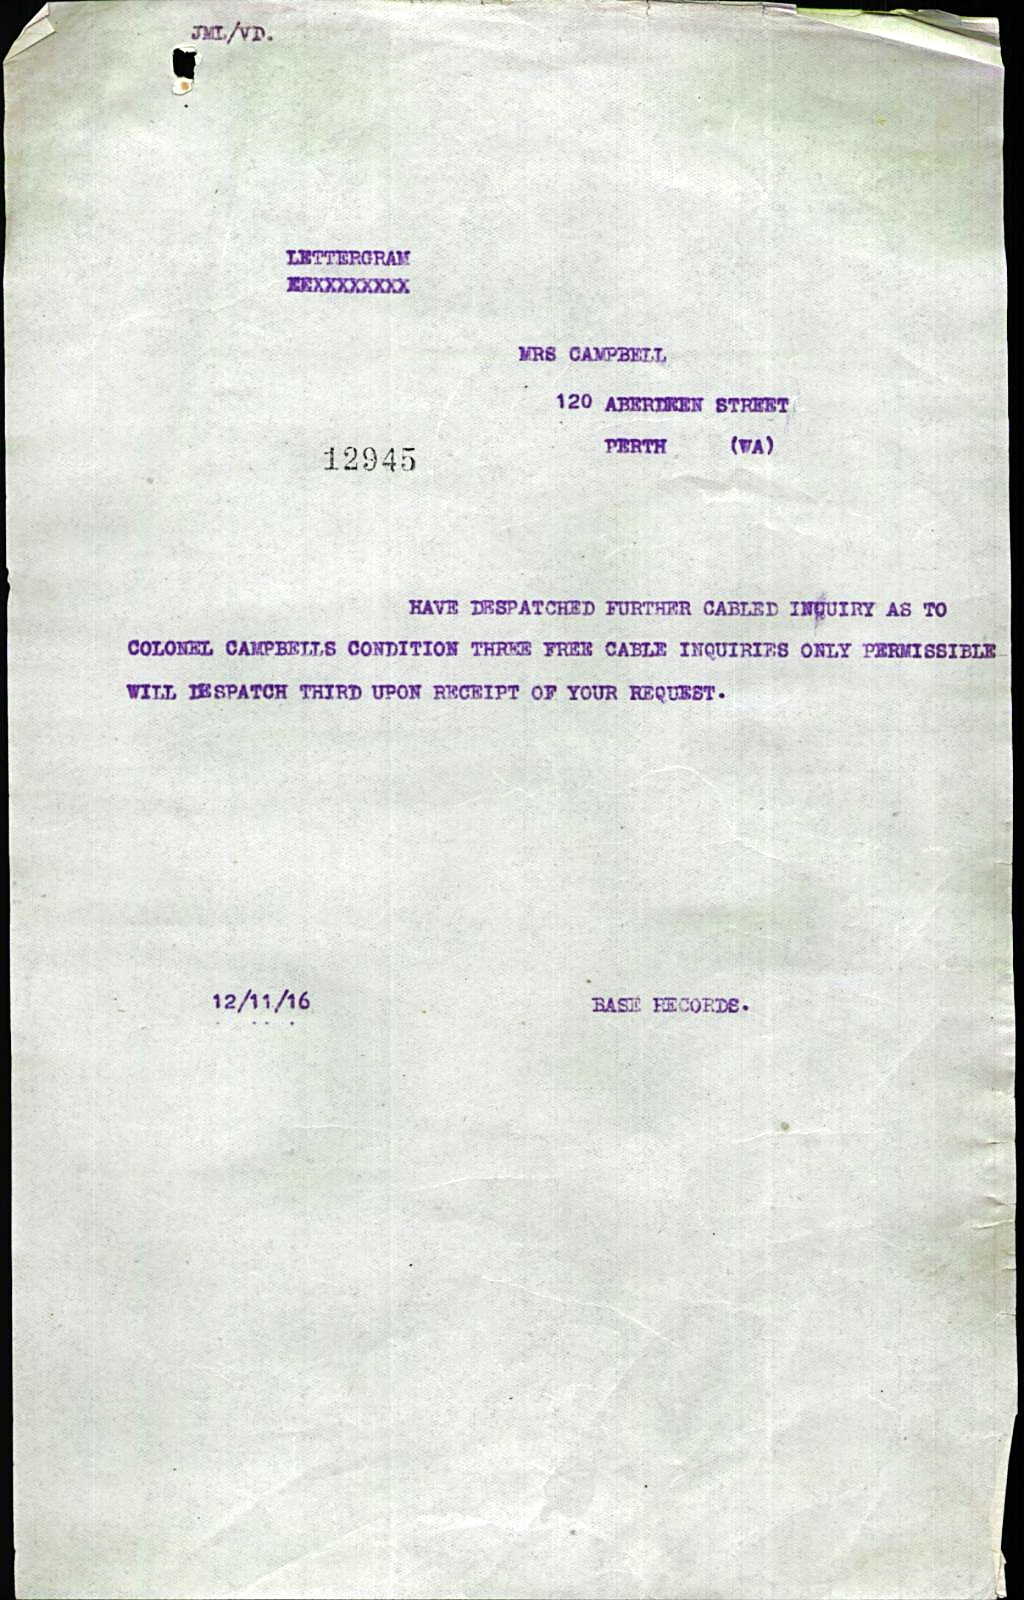 JML/VD.
LETTERGRAM
EEXXXXXXXXX
MRS CAMPBELL
120 ABERDEEN STREET
PERTH (WA)
12945
HAVE DESPATCHED FURTHER CABLED INQUIRY AS TO
COLONEL CAMPBELLS CONDITION THREE FREE CABLE INQUIRIES ONLY PERMISSIBLE
WILL DESPATCH THIRD UPON RECEIPT OF YOUR REQUEST.
12/11/16
BASE RECORDS.